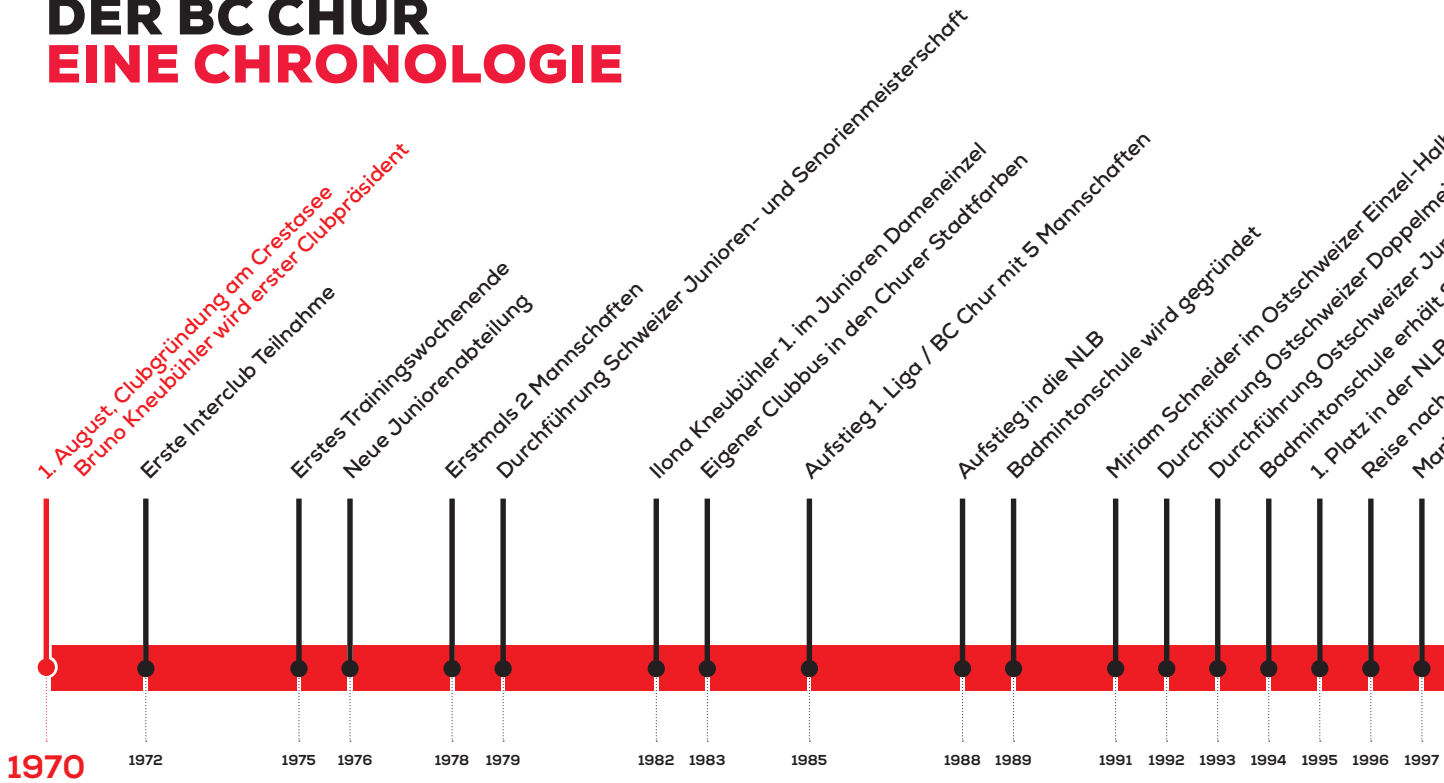 DER BC CHUR
EINE CHRONOLOGIE
1. August, Clubgründung am Crestasee
Bruno Kneubühler wird erster Clubpräsident
Erste Interclub Teilnahme
Erstes Trainingswochenende
Neue Juniorenabteilung
Erstmals 2 Mannschaften
Durchführung Schweizer Junioren- und Senorienmeisterschaft
Ilona Kneubühler 1. im Junioren Dameneinzel
Eigener Clubbus in den Churer Stadtfarben
Aufstieg 1. Liga / BC Chur mit 5 Mannschaften
Aufstieg in die NLB
Badmintonschule wird gegründet
Miriam Schneider im Ostschweizer Einzel-
Durchführung Ostschweizer
Durchführung Ostschweizer
Badmintonschule erhält
1. Platz in der NLB
Reise nach
1970 1972 1975 1976 1978 1979 1982 1983 1985 1988 1989 1991 1992 1993 1994 1995 1996 1997